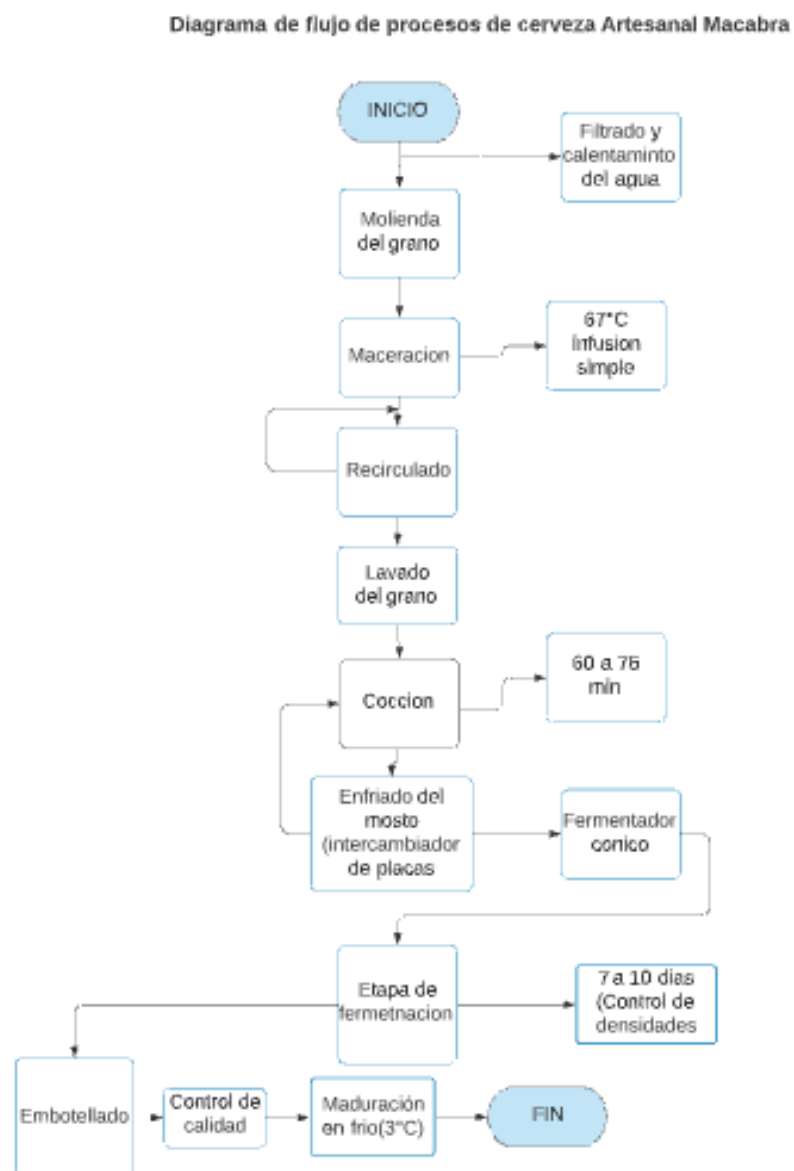 Diagrama de flujo de procesos de cerveza Artesanal Macabra
INICIO
Filtrado y
calentaminto
del agua
Molienda
del grano
Maceracion
67°C
Infusion
simple
Recirculado
Lavado
del grano
Coccion
60 a 75
min
Enfriado del
mosto
(intercambiador
de placas
Fermentador
conico
Etapa de
fermetnacion
7 a 10 dias
(Control de
densidades
Embotellado
Control de
calidad
Maduración
en frio(3°C)
FIN